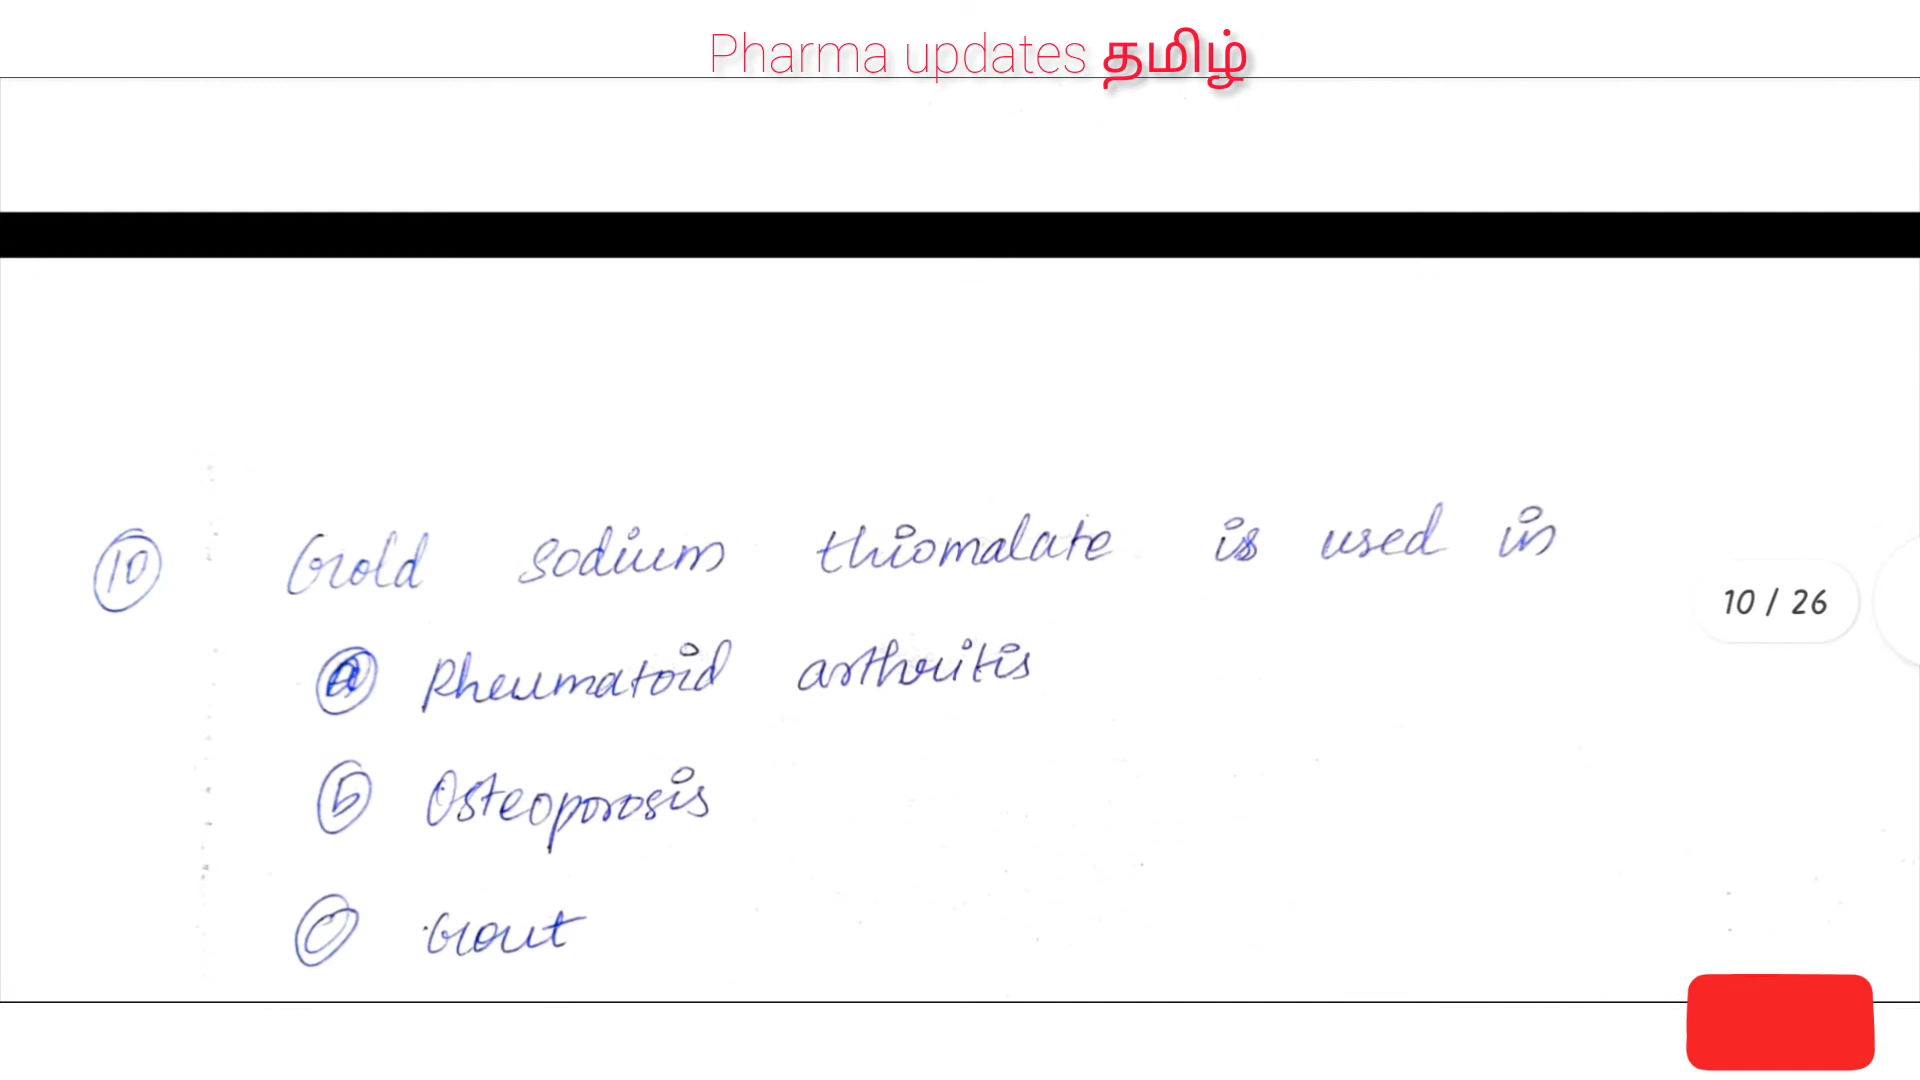 Pharma updates தமிழ்
10 Gold sodium thiomalate is used in
10 / 26
a Rheumatoid arthritis
b Osteoporosis
c Gout